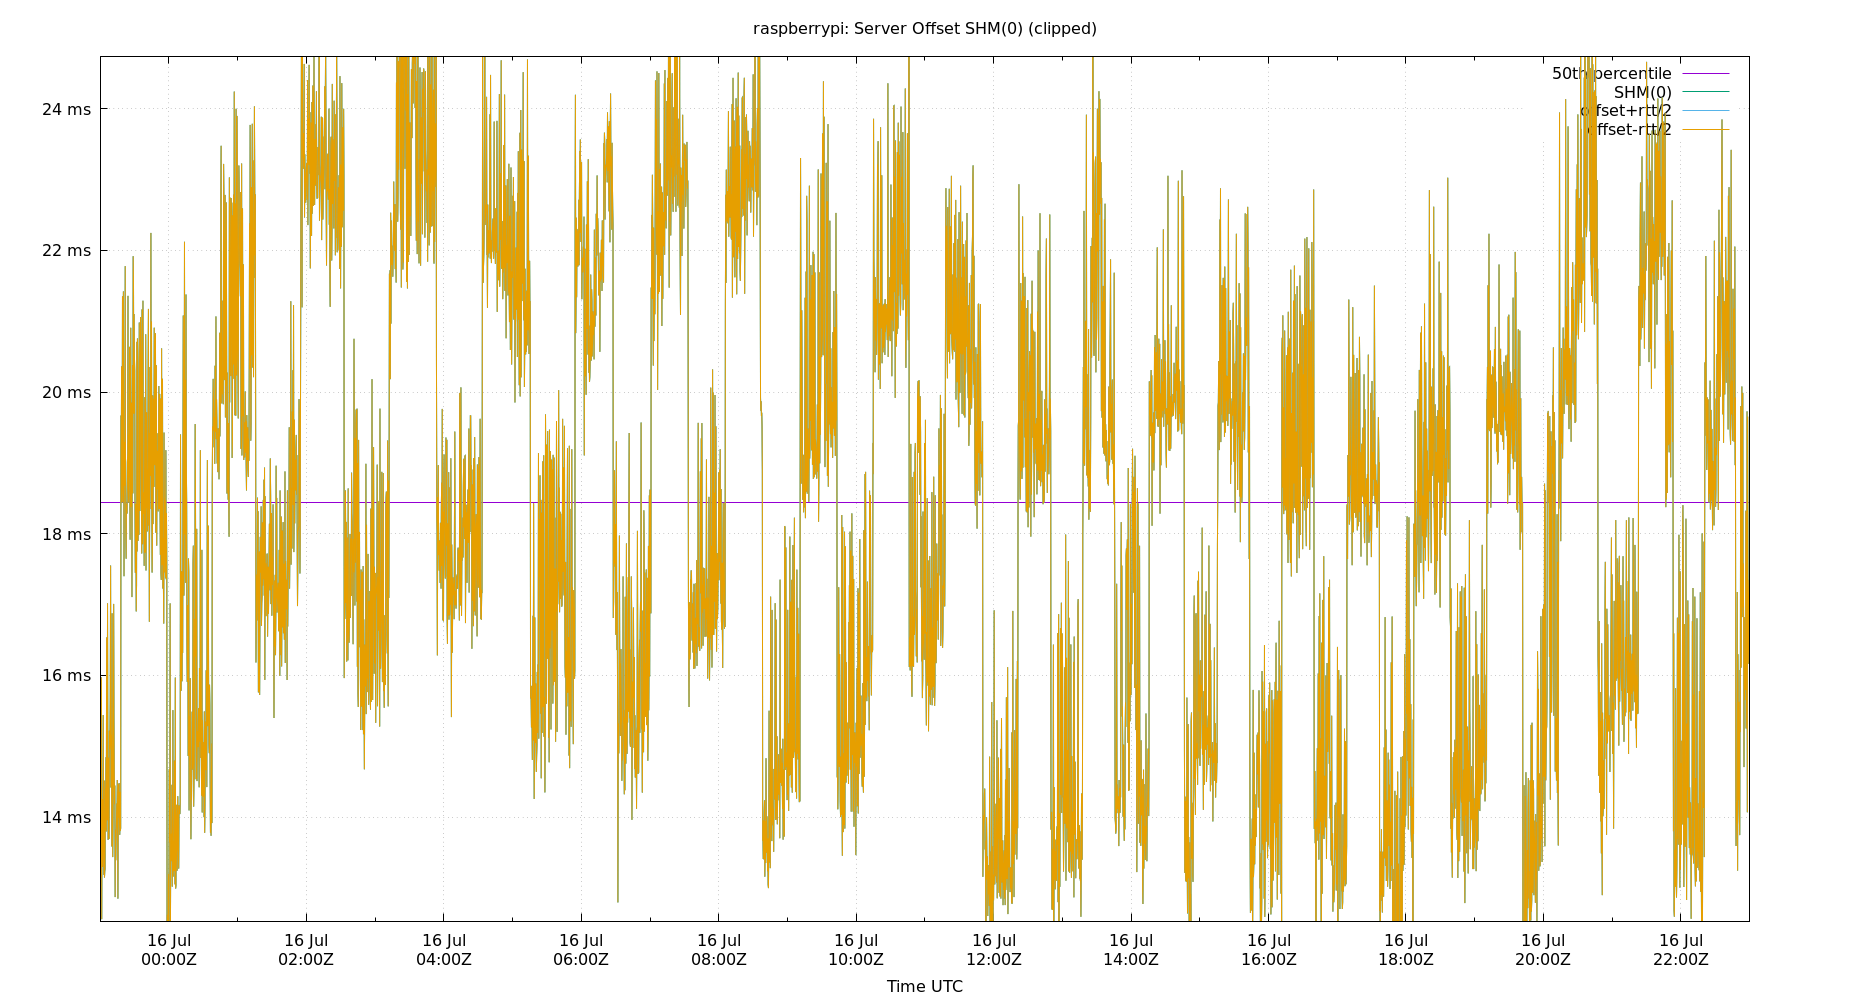 raspberrypi: Server Offset SHM(0) (clipped)
50th percentile
SHM(0)
offset+rtt/2
offset-rtt/2
24 ms
22 ms
20 ms
18 ms
16 ms
14 ms
16 Jul 16 Jul 16 Jul 16 Jul 16 Jul 16 Jul 16 Jul 16 Jul 16 Jul 16 Jul 16 Jul 16 Jul
00:00Z 02:00Z 04:00Z 06:00Z 08:00Z 10:00Z 12:00Z 14:00Z 16:00Z 18:00Z 20:00Z 22:00Z
Time UTC